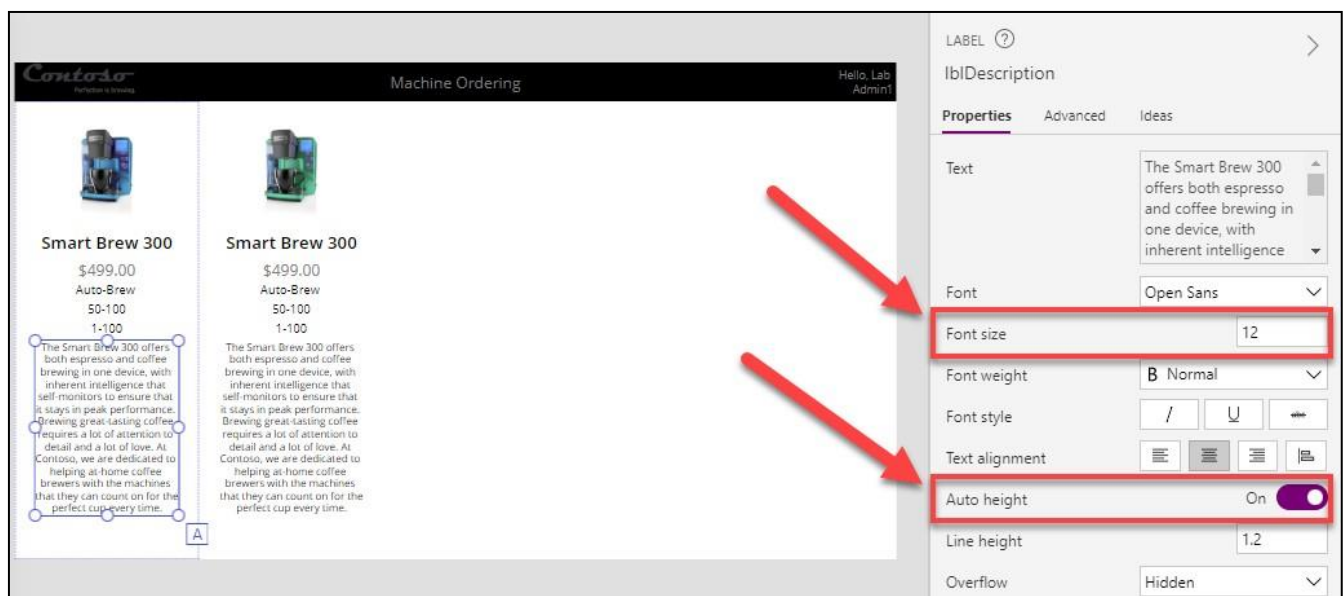 Contoso
Perfection is brewing.
Machine Ordering
Hello, Lab
Admin1
Smart Brew 300
$499.00
Auto-Brew
50-100
1-100
The Smart Brew 300 offers
both espresso and coffee
brewing in one device, with
inherent intelligence that
self-monitors to ensure that
it stays in peak performance.
Brewing great-tasting coffee
requires a lot of attention to
detail and a lot of love. At
Contoso, we are dedicated to
helping at-home coffee
brewers with the machines
that they can count on for the
perfect cup every time.
A
Smart Brew 300
$499.00
Auto-Brew
50-100
1-100
The Smart Brew 300 offers
both espresso and coffee
brewing in one device, with
inherent intelligence that
self-monitors to ensure that
it stays in peak performance.
Brewing great-tasting coffee
requires a lot of attention to
detail and a lot of love. At
Contoso, we are dedicated to
helping at-home coffee
brewers with the machines
that they can count on for the
perfect cup every time.
LABEL ?
lblDescription
Properties Advanced Ideas
Text
The Smart Brew 300
offers both espresso
and coffee brewing in
one device, with
inherent intelligence
Font Open Sans
Font size 12
Font weight B Normal
Font style / U abc
Text alignment
Auto height On
Line height 1.2
Overflow Hidden